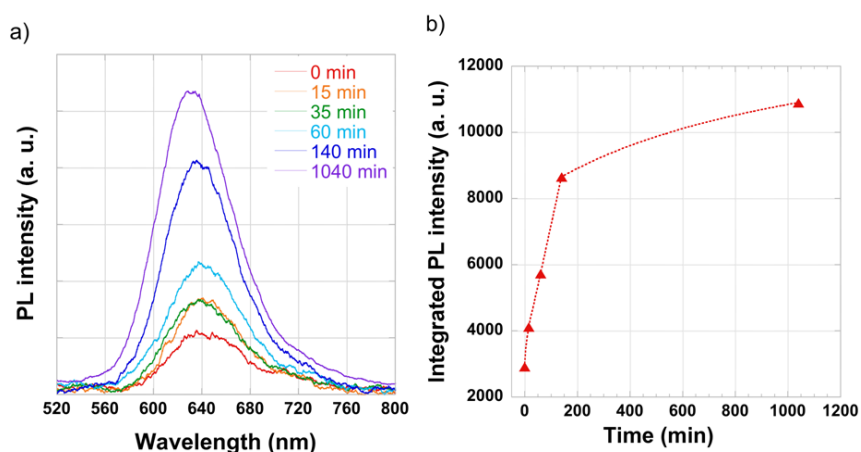 a)
PL intensity (a. u.)
0 min
15 min
35 min
60 min
140 min
1040 min
520 560 600 640 680 720 760 800
Wavelength (nm)
b)
Integrated PL intensity (a. u.)
12000
10000
8000
6000
4000
2000
0 200 400 600 800 1000 1200
Time (min)